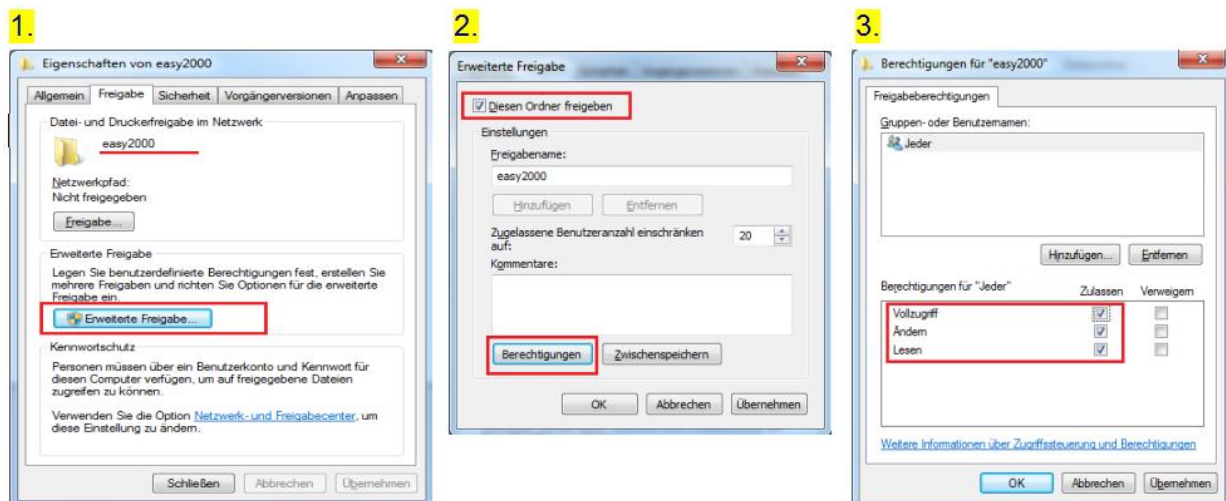 1.
Eigenschaften von easy2000
Allgemein Freigabe Sicherheit Vorgängerversionen Anpassen
Datei- und Druckerfreigabe im Netzwerk
easy2000
Netzwerkpfad:
Nicht freigegeben
Freigabe...
Erweiterte Freigabe
Legen Sie benutzerdefinierte Berechtigungen fest, erstellen Sie
mehrere Freigaben und richten Sie Optionen für die erweiterte
Freigabe ein.
Erweiterte Freigabe...
Kennwortschutz
Personen müssen über ein Benutzerkonto und Kennwort für
diesen Computer verfügen, um auf freigegebene Dateien
zugreifen zu können.
Verwenden Sie die Option Netzwerk- und Freigabecenter, um
diese Einstellung zu ändern.
Schließen Abbrechen Übernehmen
2.
Erweiterte Freigabe
Diesen Ordner freigeben
Einstellungen
Freigabename:
easy2000
Hinzufügen Entfernen
Zugelassene Benutzeranzahl einschränken
auf:
20
Kommentare:
Berechtigungen Zwischenspeichern
OK Abbrechen Übernehmen
3.
Berechtigungen für "easy2000"
Freigabeberechtigungen
Gruppen- oder Benutzernamen:
Jeder
Hinzufügen... Entfernen
Berechtigungen für "Jeder" Zulassen Verweigern
Vollzugriff
Ändern
Lesen
Weitere Informationen über Zugriffssteuerung und Berechtigungen
OK Abbrechen Übernehmen